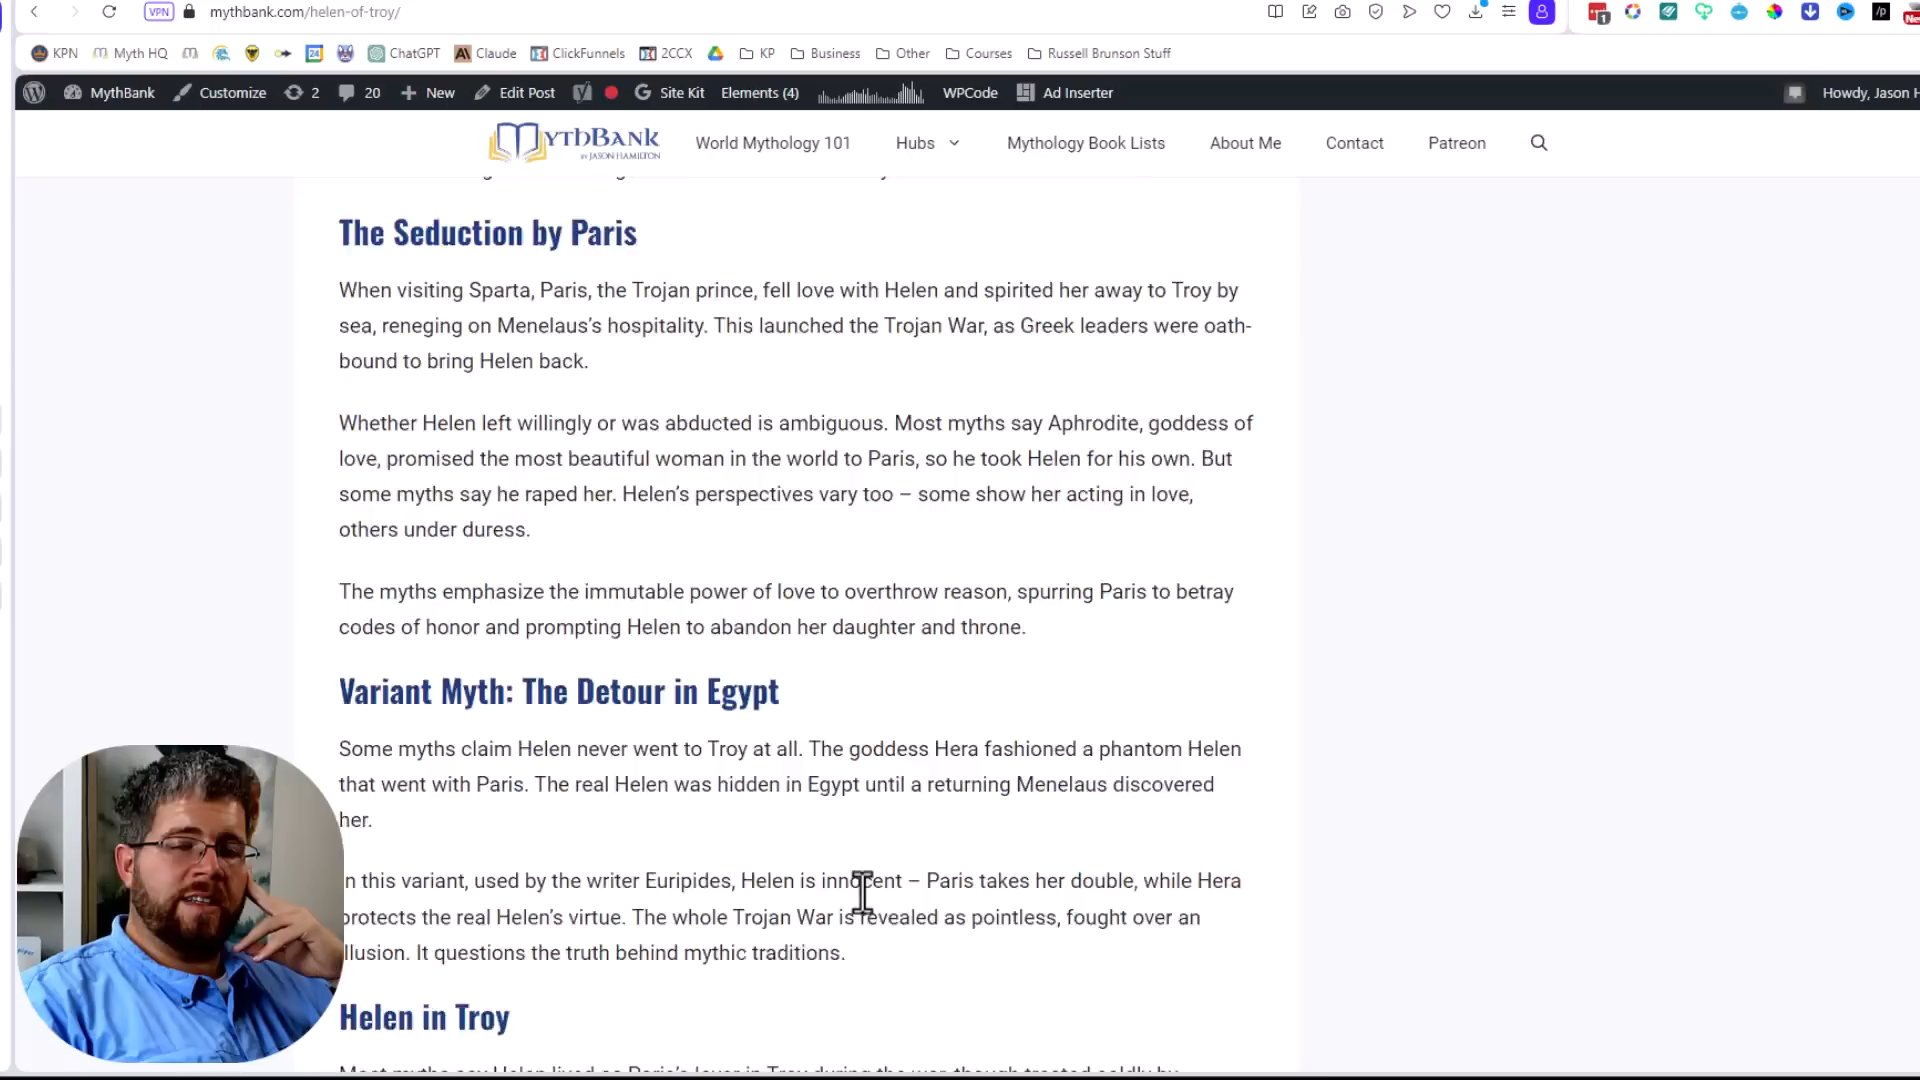 VPN mythbank.com/helen-of-troy/
KPN Myth HQ 24 ChatGPT Claude ClickFunnels 2CCX KP Business Other Courses Russell Brunson Stuff
MythBank Customize 2 20 New Edit Post Site Kit Elements (4) WPCode Ad Inserter Howdy, Jason H
MYTHBANK
BY JASON HAMILTON
World Mythology 101 Hubs Mythology Book Lists About Me Contact Patreon
The Seduction by Paris
When visiting Sparta, Paris, the Trojan prince, fell love with Helen and spirited her away to Troy by
sea, reneging on Menelaus’s hospitality. This launched the Trojan War, as Greek leaders were oath-
bound to bring Helen back.
Whether Helen left willingly or was abducted is ambiguous. Most myths say Aphrodite, goddess of
love, promised the most beautiful woman in the world to Paris, so he took Helen for his own. But
some myths say he raped her. Helen’s perspectives vary too – some show her acting in love,
others under duress.
The myths emphasize the immutable power of love to overthrow reason, spurring Paris to betray
codes of honor and prompting Helen to abandon her daughter and throne.
Variant Myth: The Detour in Egypt
Some myths claim Helen never went to Troy at all. The goddess Hera fashioned a phantom Helen
that went with Paris. The real Helen was hidden in Egypt until a returning Menelaus discovered
her.
n this variant, used by the writer Euripides, Helen is innocent – Paris takes her double, while Hera
protects the real Helen’s virtue. The whole Trojan War is revealed as pointless, fought over an
illusion. It questions the truth behind mythic traditions.
Helen in Troy
Most myths say Helen lived as Paris’s lover in Troy during the war, though treated coldly by